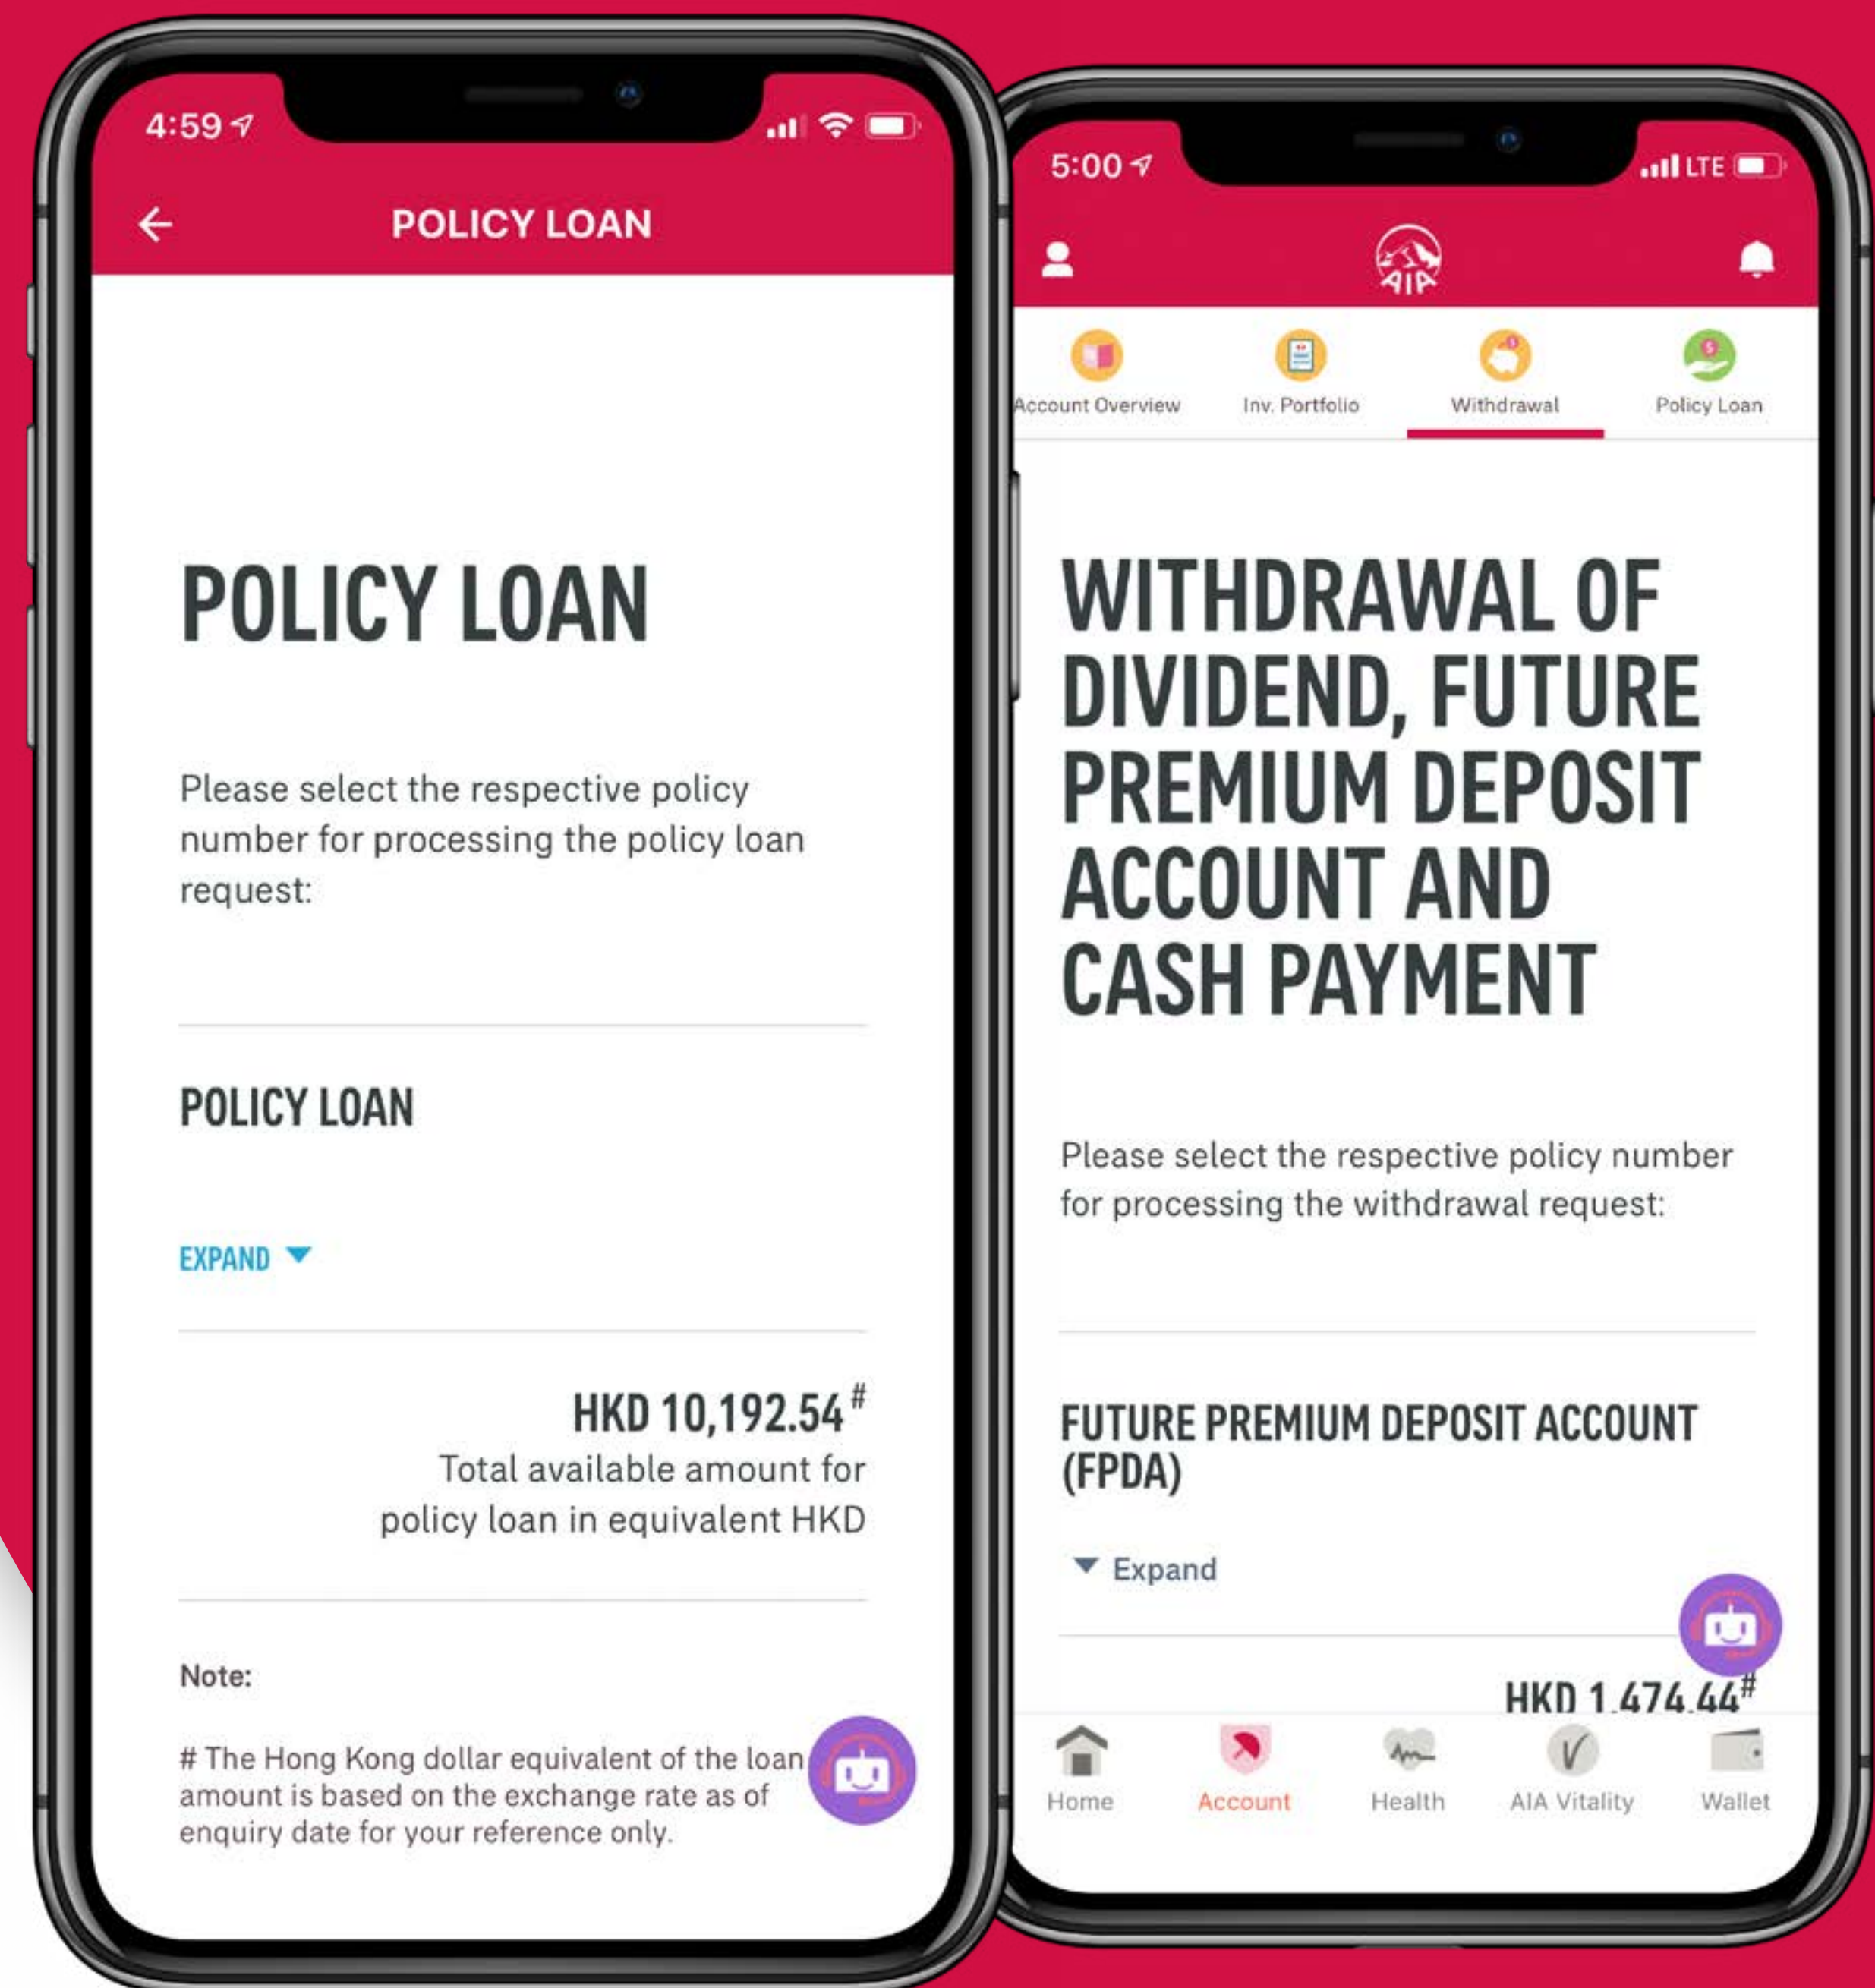 4:59
POLICY LOAN
POLICY LOAN
Please select the respective policy
number for processing the policy loan
request:
POLICY LOAN
EXPAND
HKD 10,192.54#
Total available amount for
policy loan in equivalent HKD
Note:
# The Hong Kong dollar equivalent of the loan
amount is based on the exchange rate as of
enquiry date for your reference only.
5:00
LTE
AIA
Account Overview
Inv. Portfolio
Withdrawal
Policy Loan
WITHDRAWAL OF
DIVIDEND, FUTURE
PREMIUM DEPOSIT
ACCOUNT AND
CASH PAYMENT
Please select the respective policy number
for processing the withdrawal request:
FUTURE PREMIUM DEPOSIT ACCOUNT
(FPDA)
Expand
HKD 1,474.44#
Home
Account
Health
AIA Vitality
Wallet